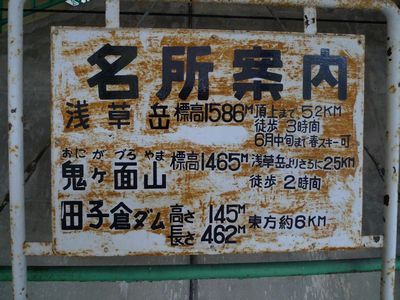 名所案内
浅草岳 標高1586M 頂上まで 5.2KM
徒歩 3時間
6月中旬まで春スキー可
おにがづらやま
鬼ヶ面山 標高1465M 浅草岳よりさらに2.5KM
徒歩 2時間
田子倉ダム 高さ 145M 東方約6KM
長さ 462M